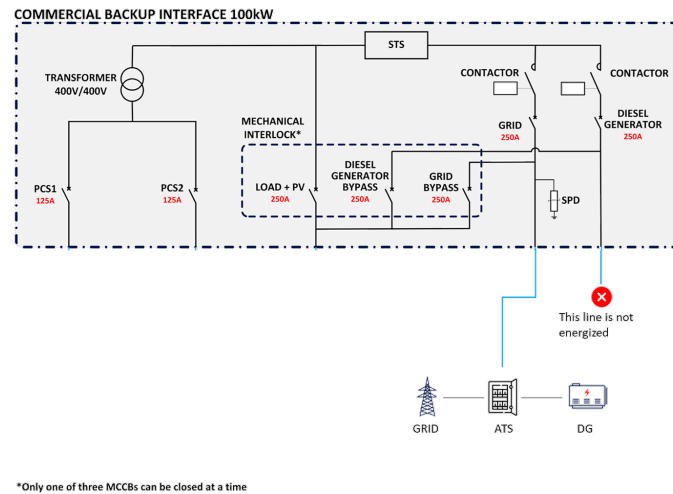 COMMERCIAL BACKUP INTERFACE 100kW
STS
TRANSFORMER
400V/400V
CONTACTOR
CONTACTOR
MECHANICAL
INTERLOCK*
GRID
250A
DIESEL
GENERATOR
250A
PCS1
125A
PCS2
125A
LOAD + PV
250A
DIESEL
GENERATOR
BYPASS
250A
GRID
BYPASS
250A
SPD
This line is not
energized
GRID
ATS
DG
*Only one of three MCCBs can be closed at a time